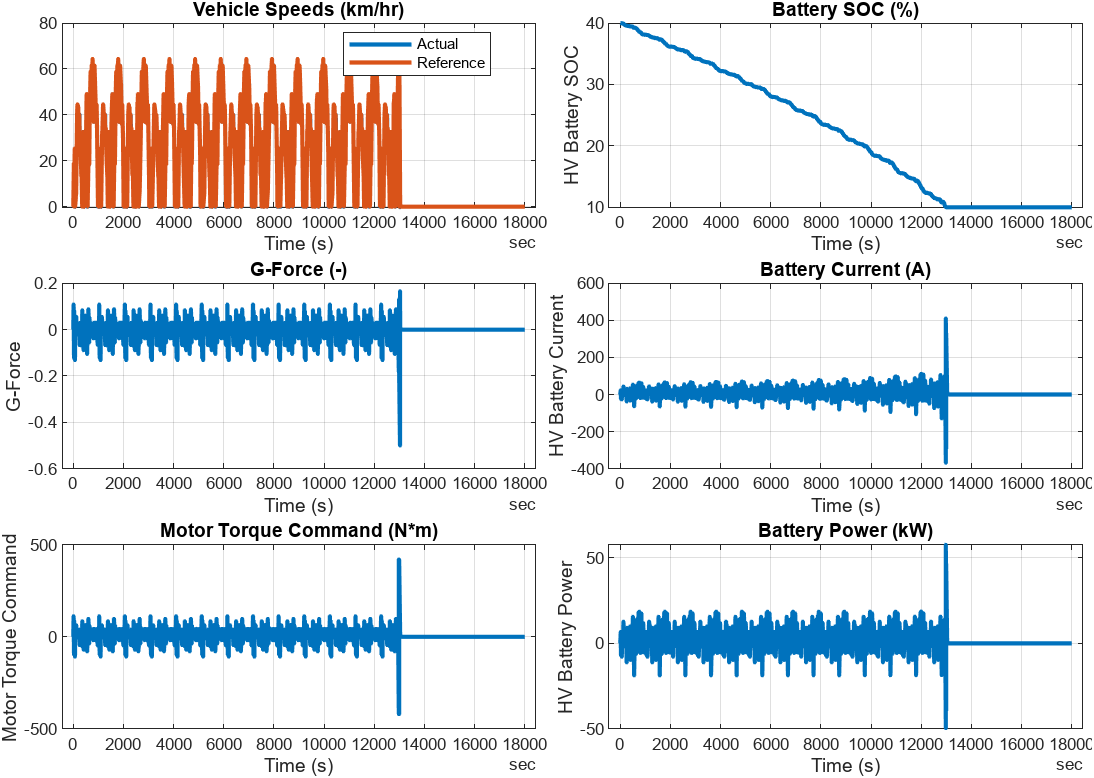 Vehicle Speeds (km/hr)
80
60
40
20
0
Actual
Reference
0 2000 4000 6000 8000 10000 12000 14000 16000 18000
Time (s)
sec
Battery SOC (%)
HV Battery SOC
40
30
20
10
0 2000 4000 6000 8000 10000 12000 14000 16000 18000
Time (s)
sec
G-Force (-)
G-Force
0.2
0
-0.2
-0.4
-0.6
0 2000 4000 6000 8000 10000 12000 14000 16000 18000
Time (s)
sec
Battery Current (A)
HV Battery Current
600
400
200
0
-200
-400
0 2000 4000 6000 8000 10000 12000 14000 16000 18000
Time (s)
sec
Motor Torque Command (N*m)
Motor Torque Command
500
0
-500
0 2000 4000 6000 8000 10000 12000 14000 16000 18000
Time (s)
sec
Battery Power (kW)
HV Battery Power
50
0
-50
0 2000 4000 6000 8000 10000 12000 14000 16000 18000
Time (s)
sec